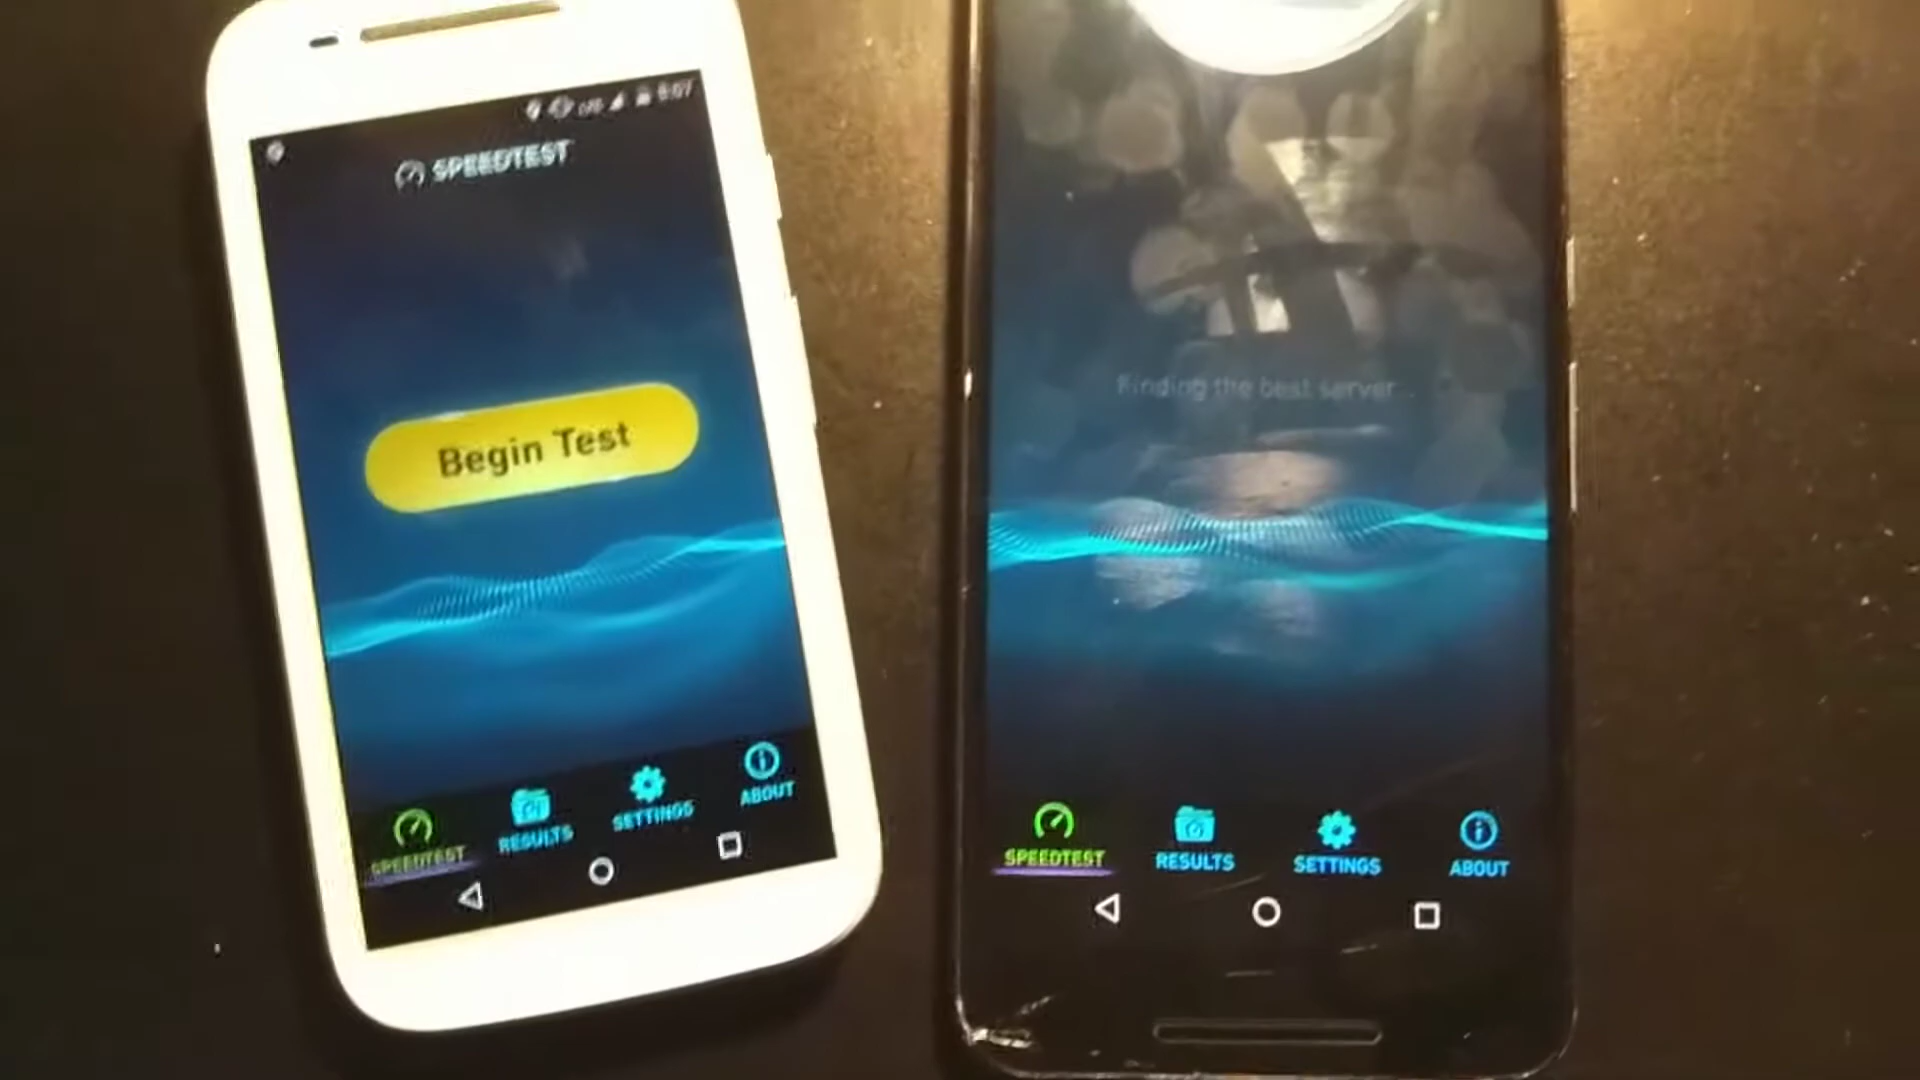 SPEEDTEST
Begin Test
SPEEDTEST
RESULTS
SETTINGS
ABOUT
Finding the best server...
SPEEDTEST
RESULTS
SETTINGS
ABOUT